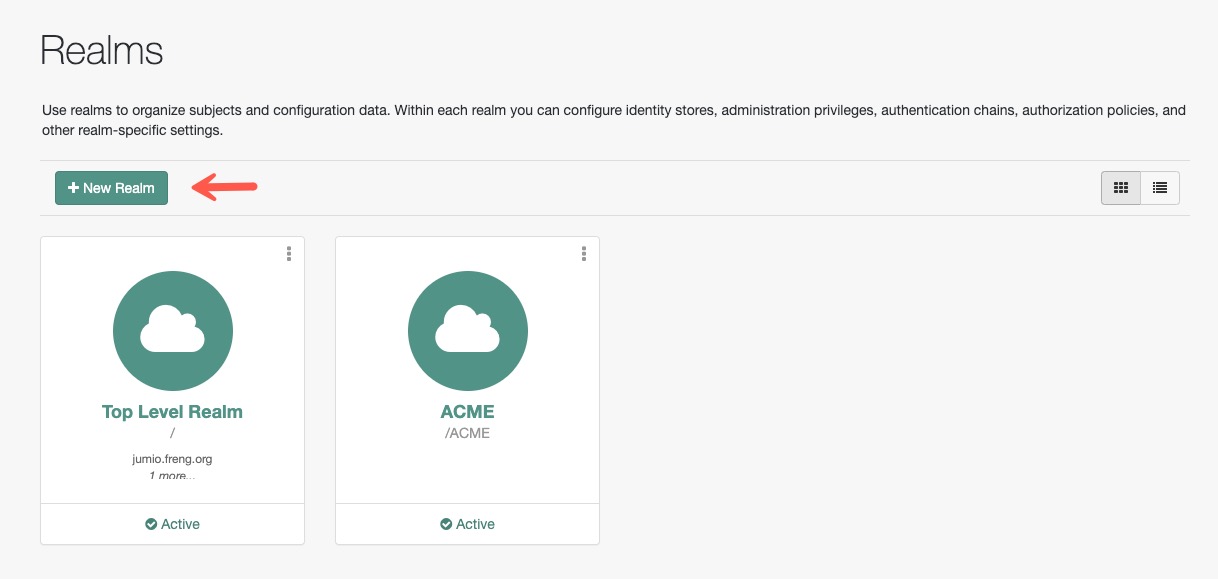 Realms
Use realms to organize subjects and configuration data. Within each realm you can configure identity stores, administration privileges, authentication chains, authorization policies, and
other realm-specific settings.
New Realm
Top Level Realm
/
jumio.freng.org
1 more...
Active
ACME
/ACME
Active